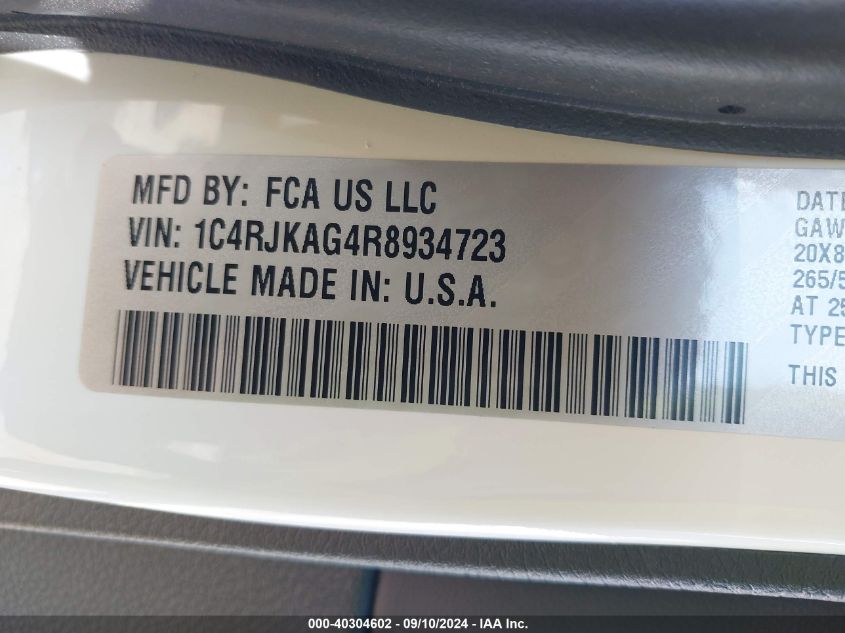 MFD BY: FCA US LLC
VIN: 1C4RJKAG4R8934723
VEHICLE MADE IN: U.S.A.
DATE
GAW
20X8
265/5
AT 25
TYPE
THIS
000-40304602 - 09/10/2024 - IAA Inc.